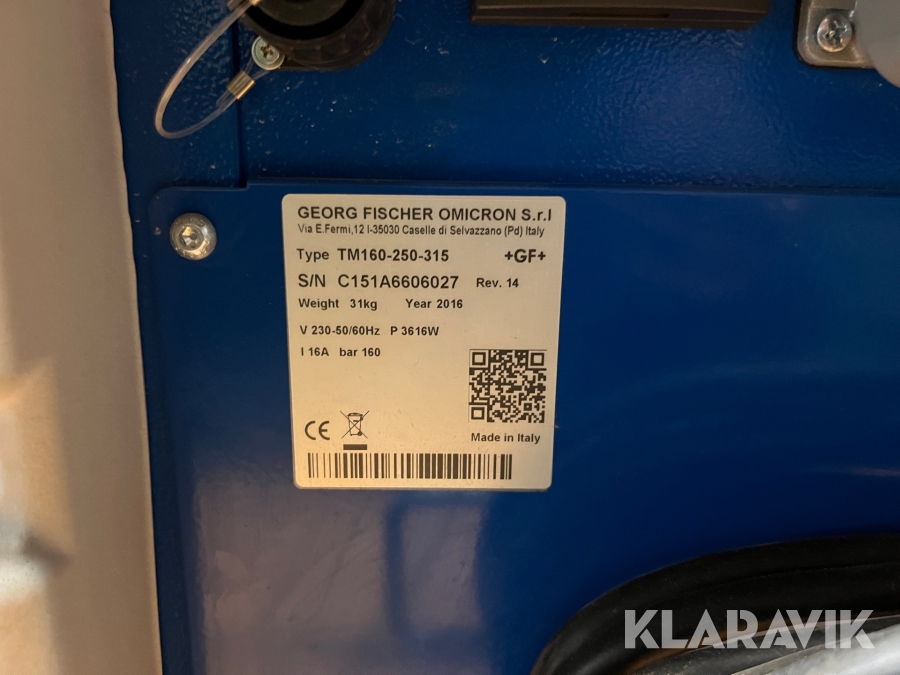 GEORG FISCHER OMICRON S.r.l
Via E.Fermi,12 I-35030 Caselle di Selvazzano (Pd) Italy
Type TM160-250-315 +GF+
S/N C151A6606027 Rev. 14
Weight 31kg Year 2016
V 230-50/60Hz P 3616W
I 16A bar 160
CE
Made in Italy
KLARAVIK